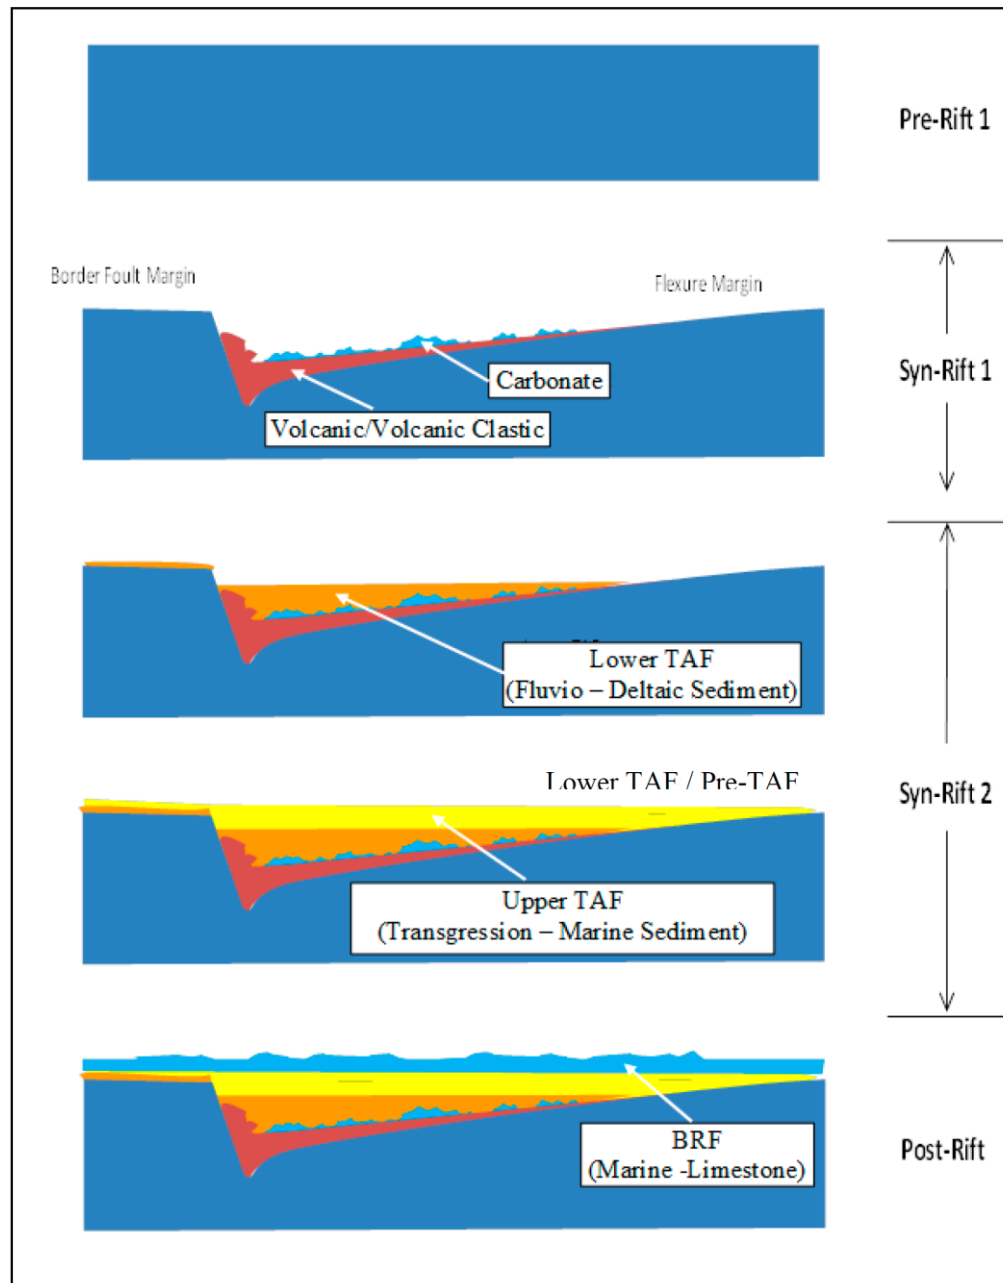 Pre-Rift 1
Border Foult Margin
Flexure Margin
Syn-Rift 1
Carbonate
Volcanic/Volcanic Clastic
Lower TAF
(Fluvio – Deltaic Sediment)
Lower TAF / Pre-TAF
Syn-Rift 2
Upper TAF
(Transgression – Marine Sediment)
BRF
(Marine -Limestone)
Post-Rift